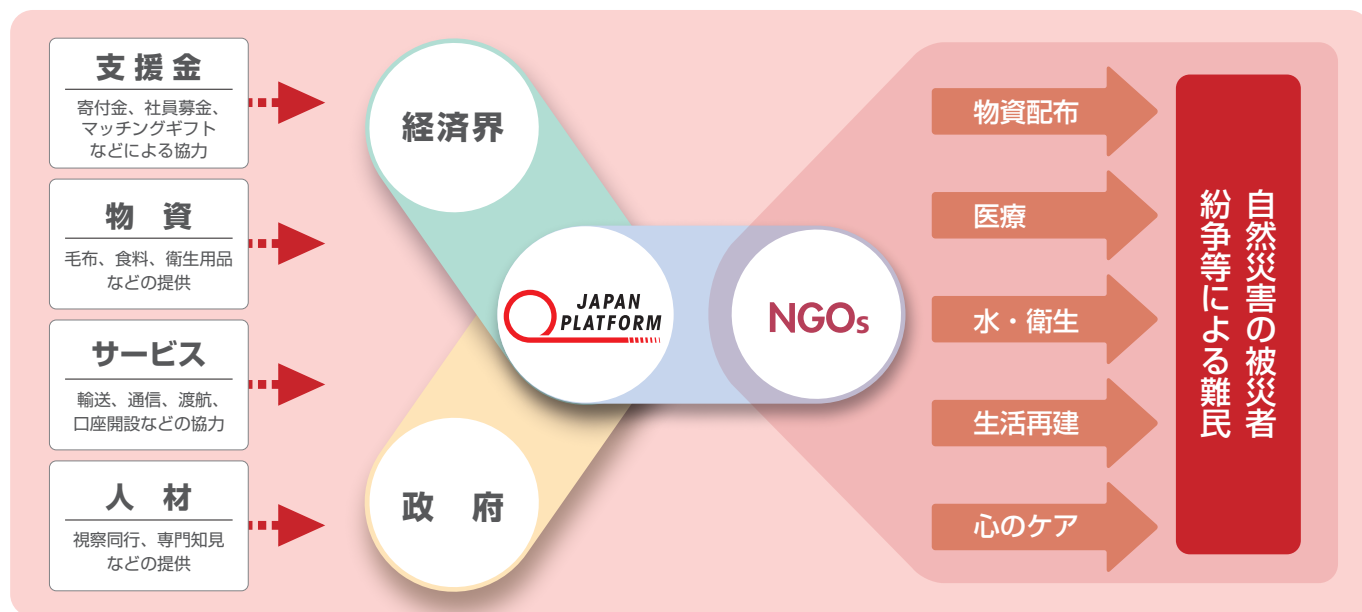 支援金
寄付金、社員募金、
マッチングギフト
などによる協力
物資
毛布、食料、衛生用品
などの提供
サービス
輸送、通信、渡航、
口座開設などの協力
人材
視察同行、専門知見
などの提供
経済界
政府
JAPAN
PLATFORM
NGOs
物資配布
医療
水・衛生
生活再建
心のケア
自然災害の被災者
紛争等による難民